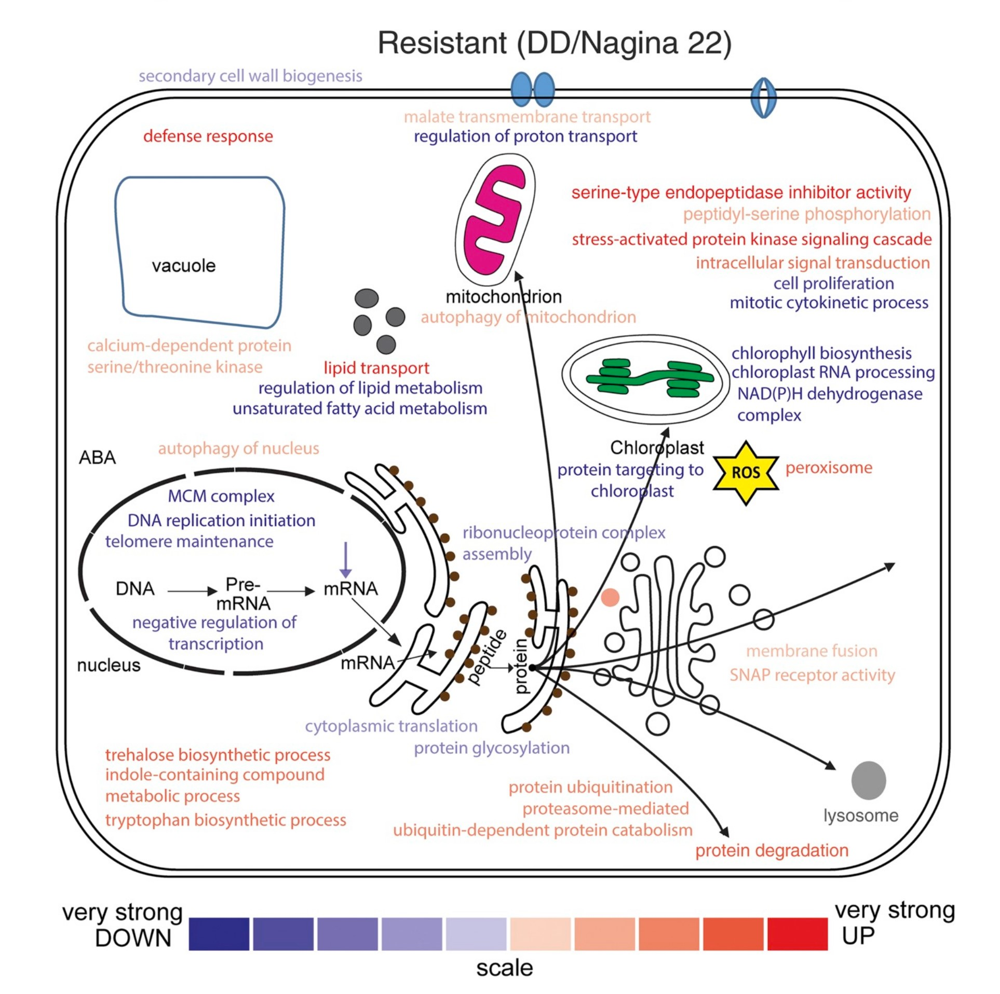 Resistant (DD/Nagina 22)
secondary cell wall biogenesis
malate transmembrane transport
regulation of proton transport
defense response
serine-type endopeptidase inhibitor activity
peptidyl-serine phosphorylation
stress-activated protein kinase signaling cascade
intracellular signal transduction
cell proliferation
mitotic cytokinetic process
vacuole
mitochondrion
autophagy of mitochondrion
calcium-dependent protein
serine/threonine kinase
lipid transport
regulation of lipid metabolism
unsaturated fatty acid metabolism
chlorophyll biosynthesis
chloroplast RNA processing
NAD(P)H dehydrogenase
complex
Chloroplast
protein targeting to
chloroplast
ROS
peroxisome
ABA
autophagy of nucleus
MCM complex
DNA replication initiation
telomere maintenance
DNA
Pre-
mRNA
mRNA
negative regulation of
transcription
nucleus
mRNA
ribonucleoprotein complex
assembly
peptide
protein
membrane fusion
SNAP receptor activity
cytoplasmic translation
protein glycosylation
trehalose biosynthetic process
indole-containing compound
metabolic process
tryptophan biosynthetic process
protein ubiquitination
proteasome-mediated
ubiquitin-dependent protein catabolism
protein degradation
lysosome
very strong
DOWN
very strong
UP
scale